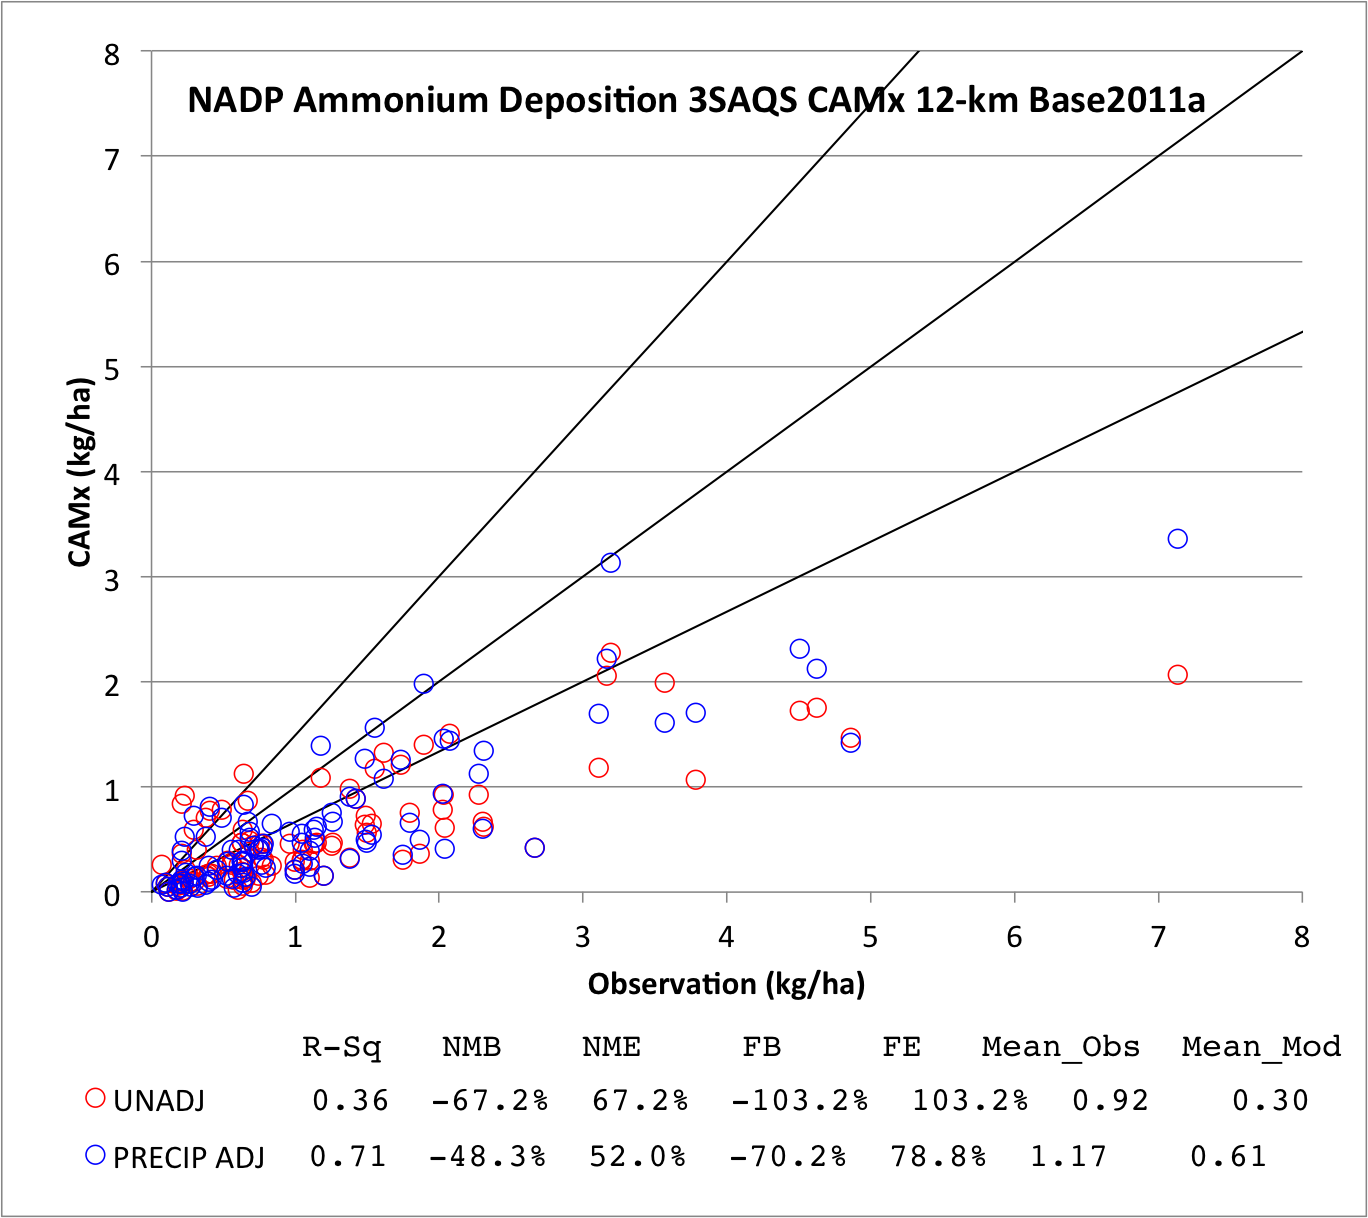 NADP Ammonium Deposition 3SAQS CAMx 12-km Base2011a
8
7
6
5
4
3
2
1
0
CAMx (kg/ha)
0 1 2 3 4 5 6 7 8
Observation (kg/ha)
R-Sq NMB NME FB FE Mean_Obs Mean_Mod
UNADJ 0.36 -67.2% 67.2% -103.2% 103.2% 0.92 0.30
PRECIP ADJ 0.71 -48.3% 52.0% -70.2% 78.8% 1.17 0.61